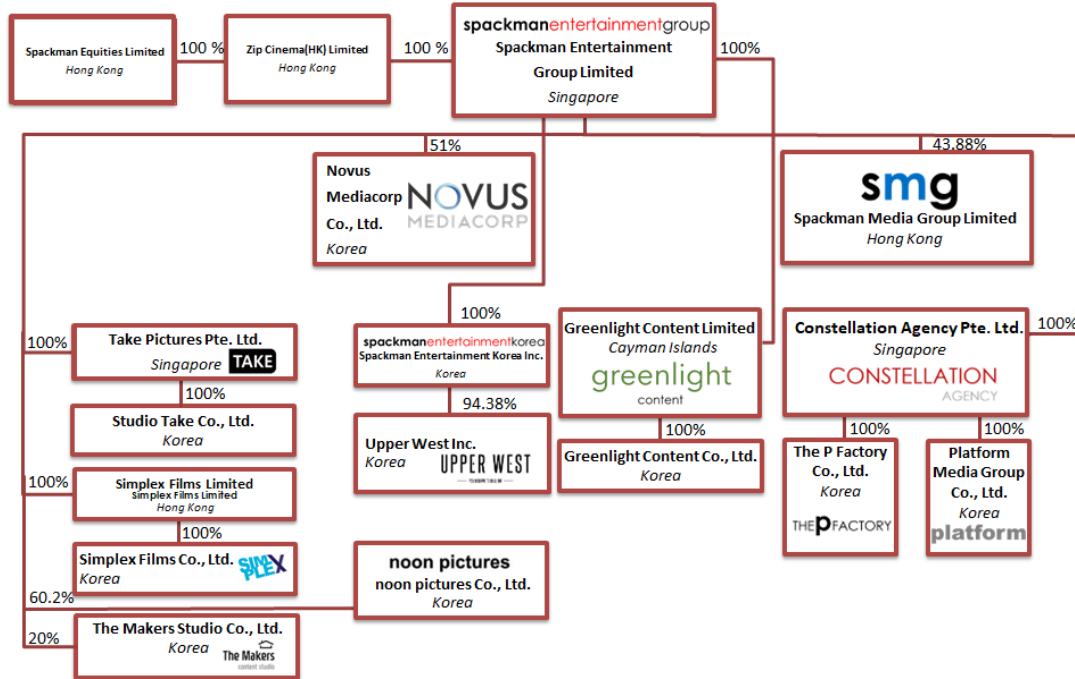 Spackman Equities Limited
Hong Kong
100 %
Zip Cinema(HK) Limited
Hong Kong
100 %
spackmanentertainmentgroup
Spackman Entertainment
Group Limited
Singapore
100%
51%
Novus
Mediacorp
Co., Ltd.
Korea
NOVUS
MEDIACORP
43.88%
smg
Spackman Media Group Limited
Hong Kong
100%
Take Pictures Pte. Ltd.
Singapore TAKE
100%
Studio Take Co., Ltd.
Korea
100%
Simplex Films Limited
Simplex Films Limited
Hong Kong
100%
Simplex Films Co., Ltd.
Korea
SIMPLEX
60.2%
noon pictures
noon pictures Co., Ltd.
Korea
20%
The Makers Studio Co., Ltd.
Korea
The Makers
content studio
100%
spackmanentertainmentkorea
Spackman Entertainment Korea Inc.
Korea
94.38%
Upper West Inc.
Korea
UPPER WEST
Greenlight Content Limited
Cayman Islands
greenlight
content
100%
Greenlight Content Co., Ltd.
Korea
100%
Constellation Agency Pte. Ltd.
Singapore
CONSTELLATION
AGENCY
100%
The P Factory
Co., Ltd.
Korea
THE P FACTORY
100%
Platform
Media Group
Co., Ltd.
Korea
platform